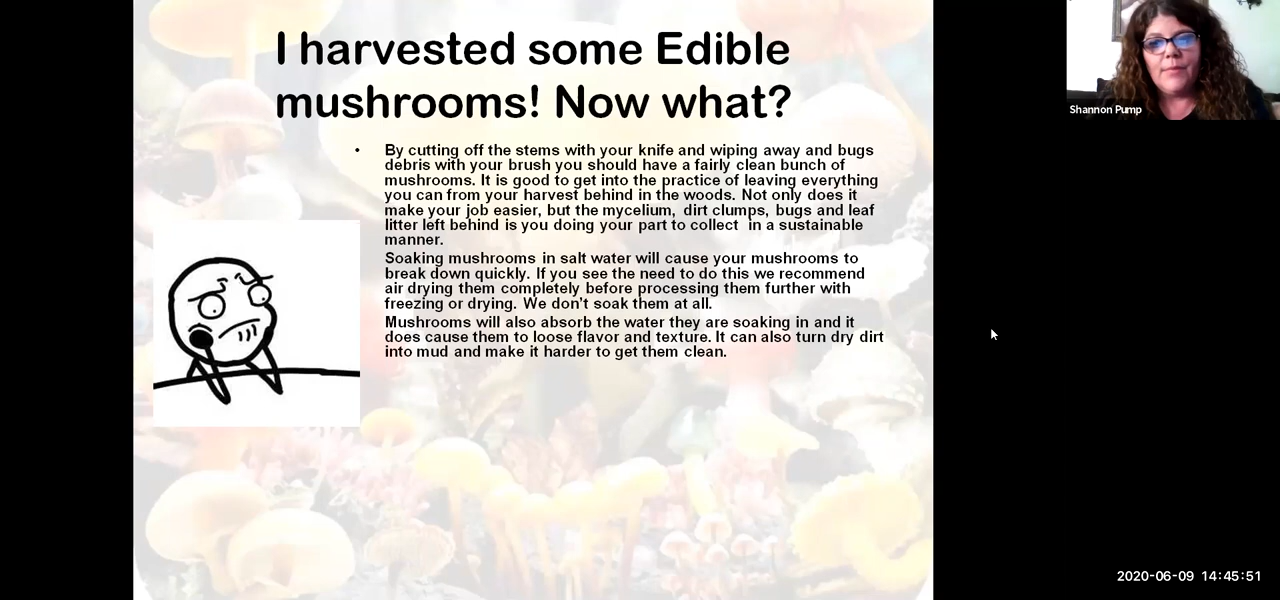 I harvested some Edible
mushrooms! Now what?
• By cutting off the stems with your knife and wiping away and bugs
debris with your brush you should have a fairly clean bunch of
mushrooms. It is good to get into the practice of leaving everything
you can from your harvest behind in the woods. Not only does it
make your job easier, but the mycelium, dirt clumps, bugs and leaf
litter left behind is you doing your part to collect in a sustainable
manner.
Soaking mushrooms in salt water will cause your mushrooms to
break down quickly. If you see the need to do this we recommend
air drying them completely before processing them further with
freezing or drying. We don't soak them at all.
Mushrooms will also absorb the water they are soaking in and it
does cause them to loose flavor and texture. It can also turn dry dirt
into mud and make it harder to get them clean.
Shannon Pump
2020-06-09 14:45:51